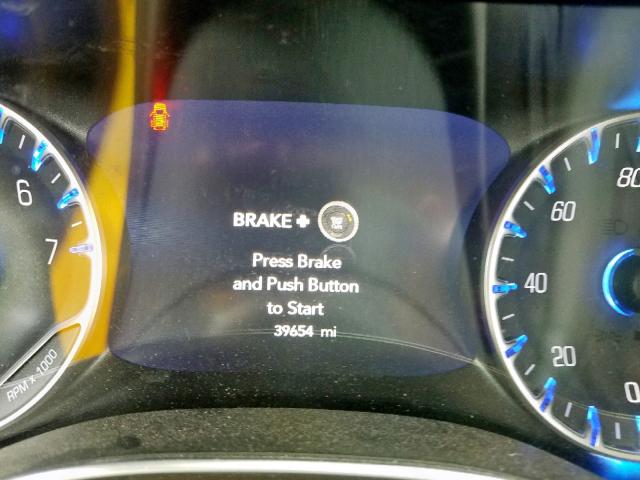 6
7
RPM x 1000
BRAKE +
Press Brake
and Push Button
to Start
39654 mi
80
60
40
20
0